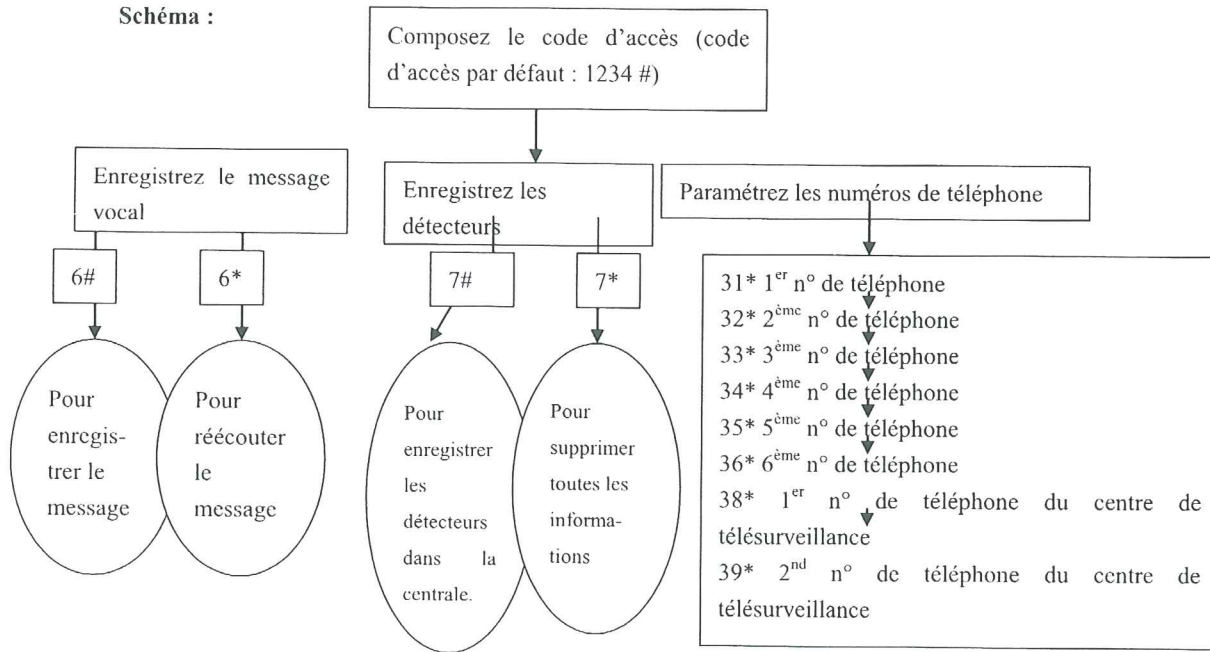 Schéma :
Composez le code d'accès (code
d'accès par défaut : 1234 #)
Enregistrez le message
vocal
6#
6*
Pour
enregis-
trer le
message
Pour
réécouter
le
message
Enregistrez les
détecteurs
7#
7*
Pour
enregistrer
les
détecteurs
dans la
centrale.
Pour
supprimer
toutes les
informa-
tions
Paramétrez les numéros de téléphone
31* 1er n° de téléphone
32* 2ème n° de téléphone
33* 3ème n° de téléphone
34* 4ème n° de téléphone
35* 5ème n° de téléphone
36* 6ème n° de téléphone
38* 1er n° de téléphone du centre de
télésurveillance
39* 2nd n° de téléphone du centre de
télésurveillance